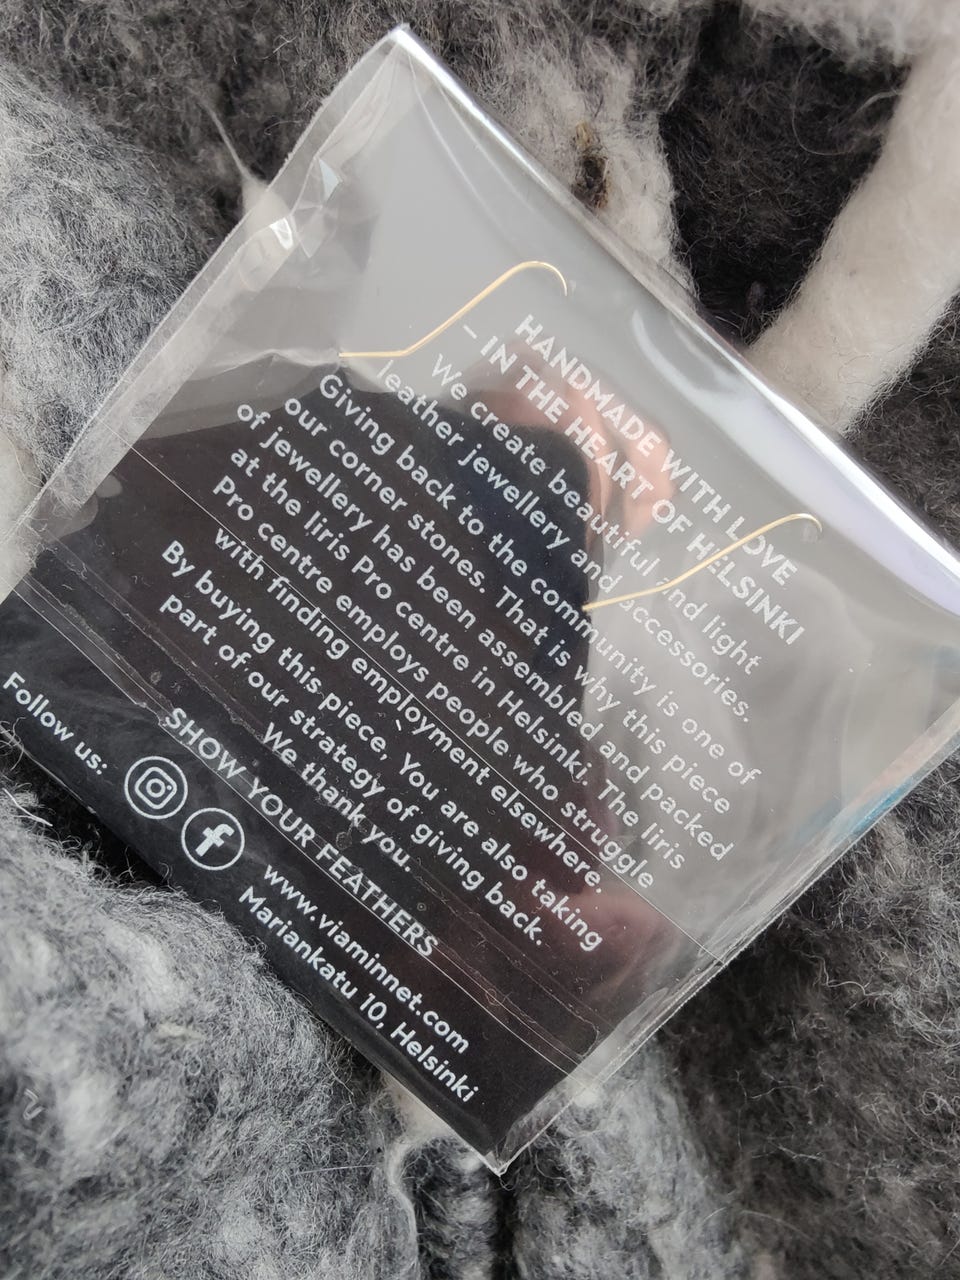 HANDMADE WITH LOVE
– IN THE HEART OF HELSINKI
We create beautiful and light
leather jewellery and accessories.
Giving back to the community is one of
our corner stones. That is why this piece
of jewellery has been assembled and packed
at the Iiris Pro centre in Helsinki. The Iiris
Pro centre employs people who struggle
with finding employment elsewhere.
By buying this piece, You are also taking
part of our strategy of giving back.
We thank you.
SHOW YOUR FEATHERS
Follow us:
www.viaminnet.com
Mariankatu 10, Helsinki